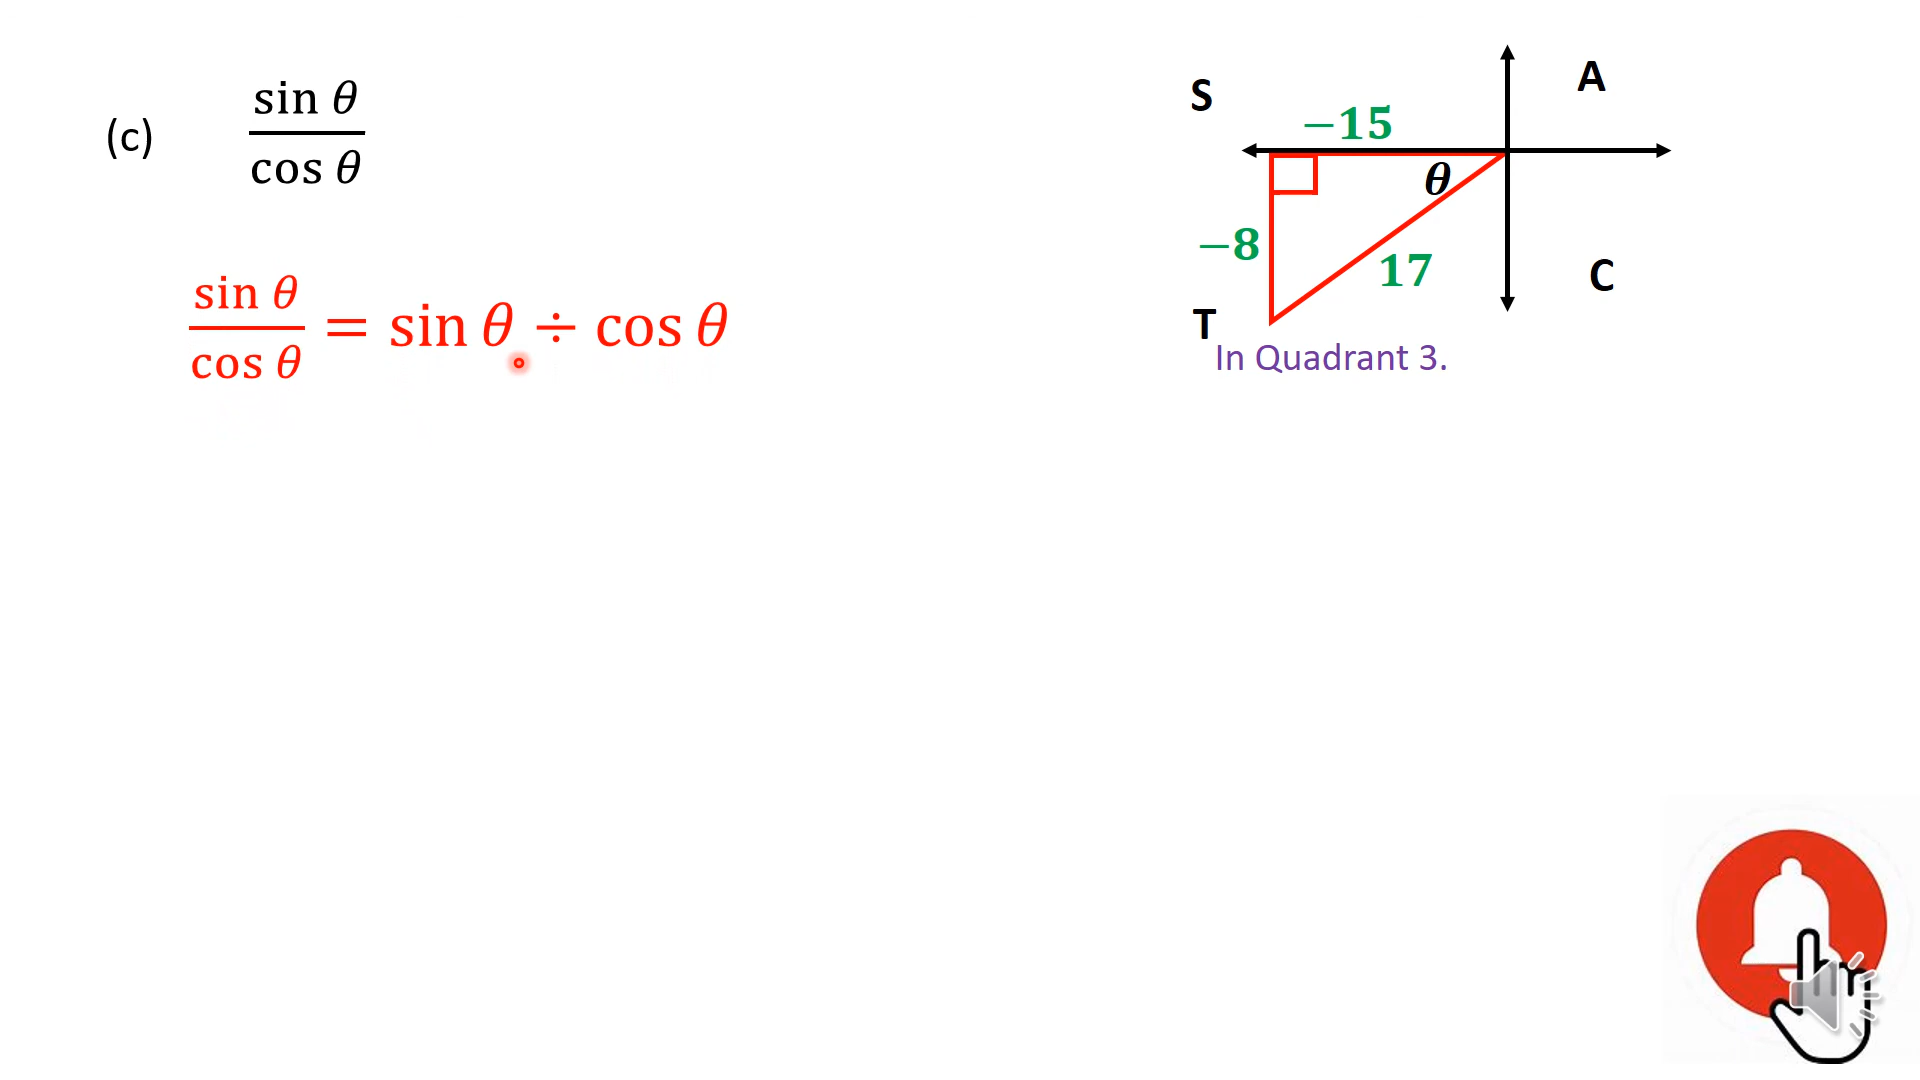 (c) sin θ / cos θ
sin θ / cos θ = sin θ ÷ cos θ
S
A
−15
θ
−8
17
C
T
In Quadrant 3.